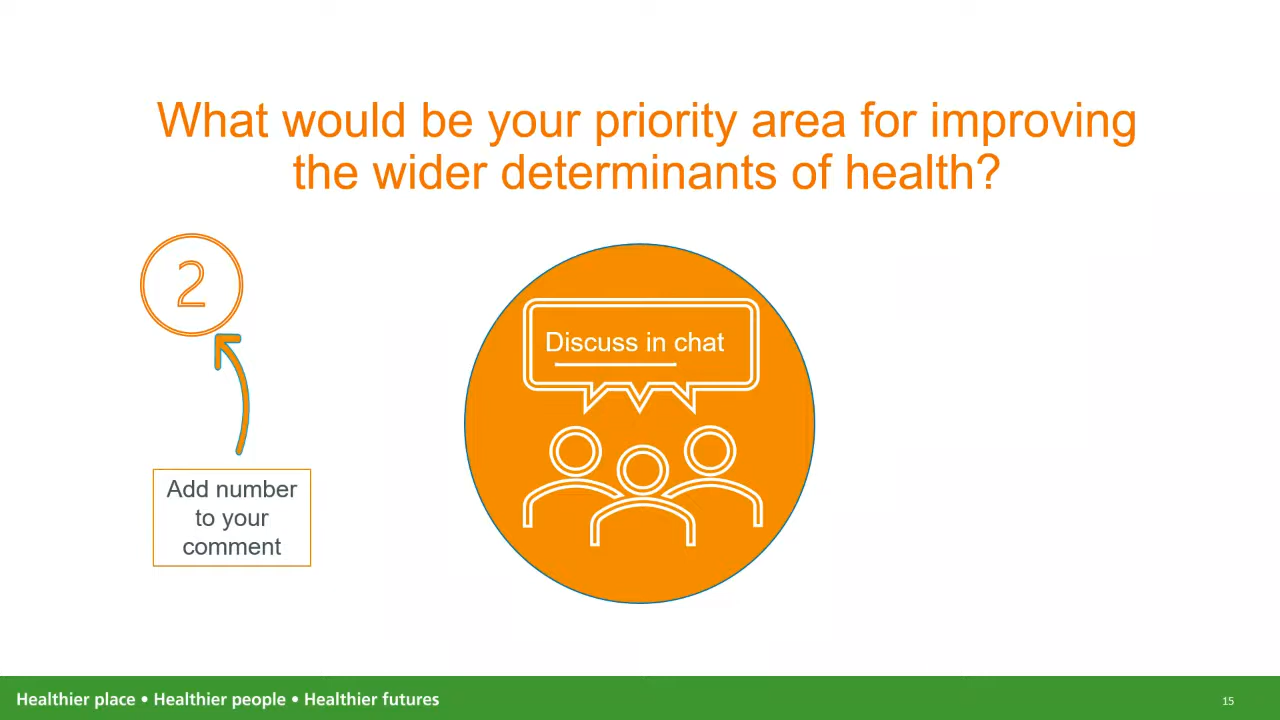 What would be your priority area for improving
the wider determinants of health?
2
Discuss in chat
Add number
to your
comment
Healthier place • Healthier people • Healthier futures
15